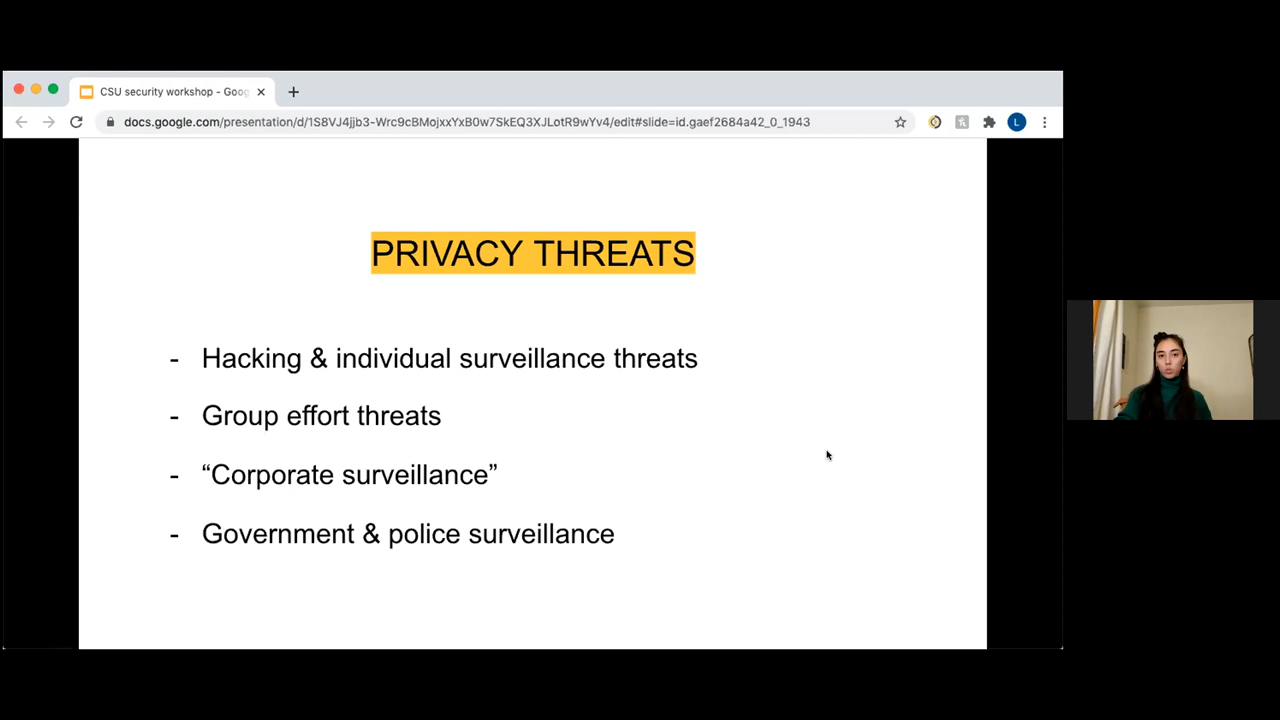 CSU security workshop - Goog
docs.google.com/presentation/d/1S8VJ4jjb3-Wrc9cBMojxxYxB0w7SkEQ3XJLotR9wYv4/edit#slide=id.gaef2684a42_0_1943
L
PRIVACY THREATS
- Hacking & individual surveillance threats
- Group effort threats
- “Corporate surveillance”
- Government & police surveillance